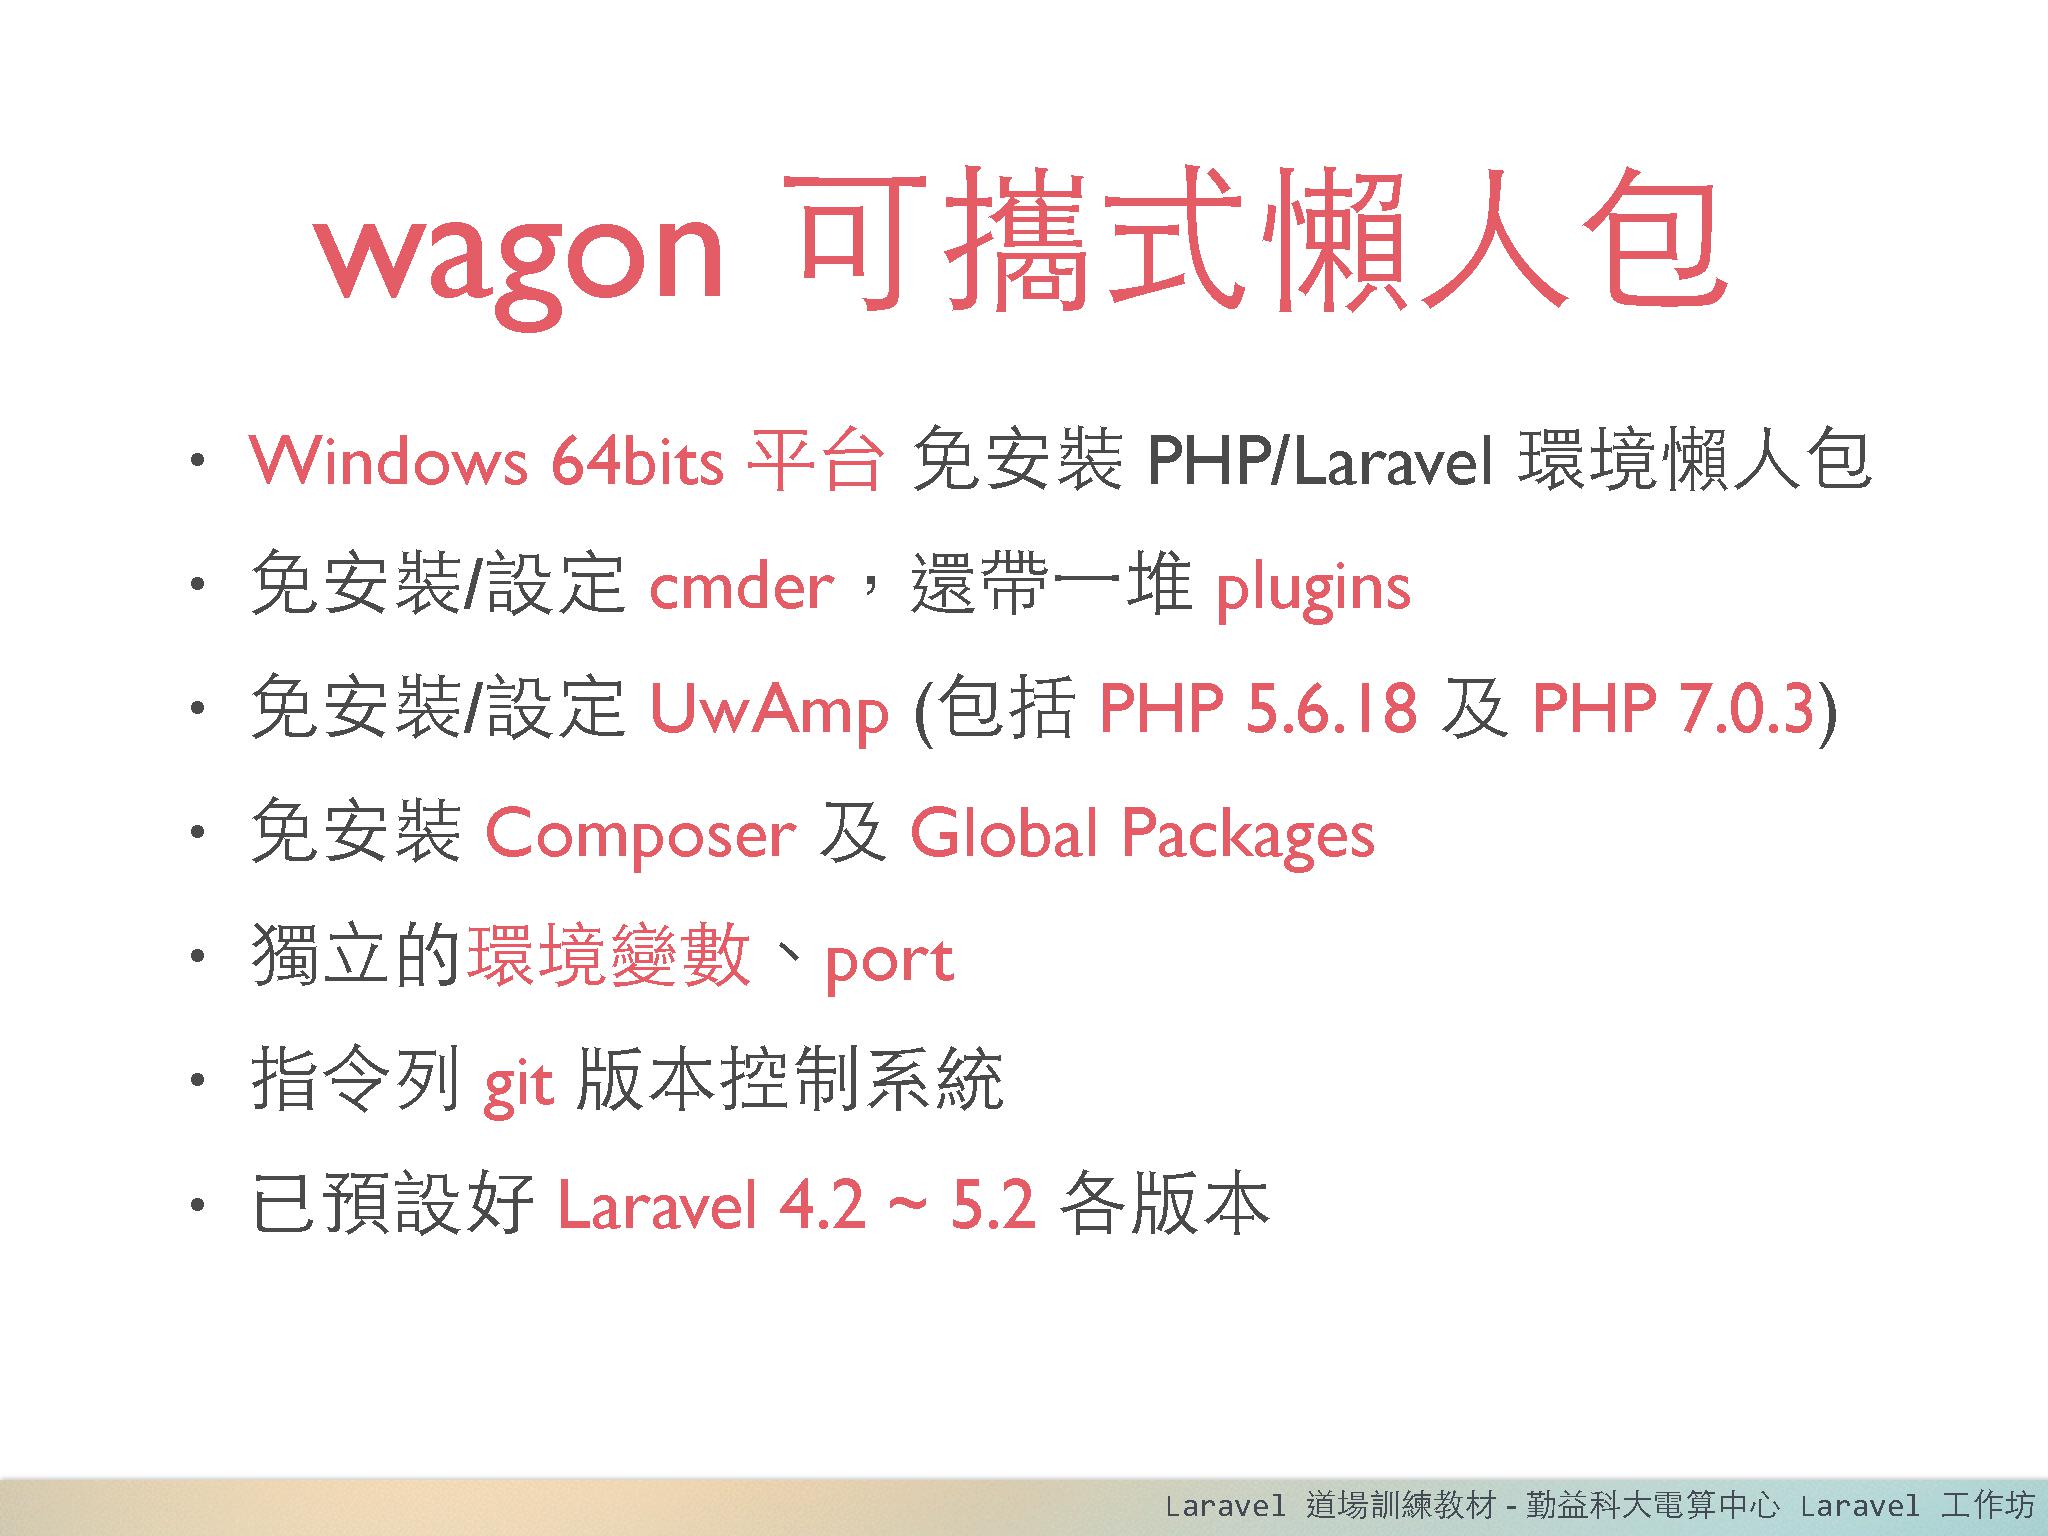 wagon 可攜式懶人包
• Windows 64bits 平台 免安裝 PHP/Laravel 環境懶人包
• 免安裝/設定 cmder，還帶一堆 plugins
• 免安裝/設定 UwAmp (包括 PHP 5.6.18 及 PHP 7.0.3)
• 免安裝 Composer 及 Global Packages
• 獨立的環境變數、port
• 指令列 git 版本控制系統
• 已預設好 Laravel 4.2 ~ 5.2 各版本
Laravel 道場訓練教材 - 勤益科大電算中心 Laravel 工作坊